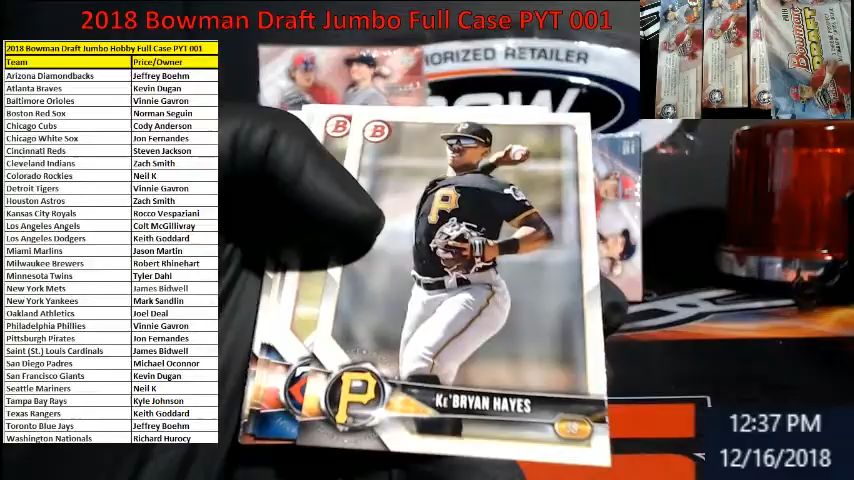 2018 Bowman Draft Jumbo Full Case PYT 001
2018 Bowman Draft Jumbo Hobby Full Case PYT 001
Team Price/Owner
Arizona Diamondbacks Jeffrey Boehm
Atlanta Braves Kevin Dugan
Baltimore Orioles Vinnie Gavron
Boston Red Sox Norman Seguin
Chicago Cubs Cody Anderson
Chicago White Sox Jon Fernandes
Cincinnati Reds Steven Jackson
Cleveland Indians Zach Smith
Colorado Rockies Neil K
Detroit Tigers Vinnie Gavron
Houston Astros Zach Smith
Kansas City Royals Rocco Vespaziani
Los Angeles Angels Colt McGillivray
Los Angeles Dodgers Keith Goddard
Miami Marlins Jason Martin
Milwaukee Brewers Robert Rhinehart
Minnesota Twins Tyler Dahl
New York Mets James Bidwell
New York Yankees Mark Sandlin
Oakland Athletics Joel Deal
Philadelphia Phillies Vinnie Gavron
Pittsburgh Pirates Jon Fernandes
Saint (St.) Louis Cardinals James Bidwell
San Diego Padres Michael Oconnor
San Francisco Giants Kevin Dugan
Seattle Mariners Neil K
Tampa Bay Rays Kyle Johnson
Texas Rangers Keith Goddard
Toronto Blue Jays Jeffrey Boehm
Washington Nationals Richard Hurocy
ORIZED RETAILER
B B
P
P
KE'BRYAN HAYES
Bowman
DRAFT
12:37 PM
12/16/2018